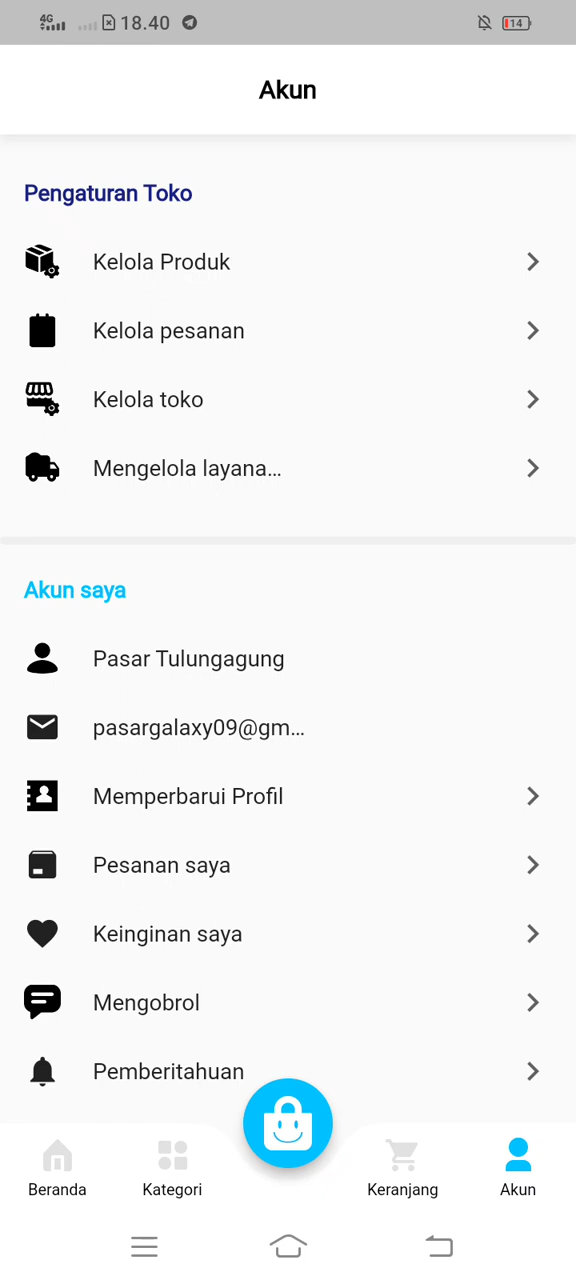 4G 18.40 14
Akun
Pengaturan Toko
Kelola Produk
Kelola pesanan
Kelola toko
Mengelola layana...
Akun saya
Pasar Tulungagung
pasargalaxy09@gm...
Memperbarui Profil
Pesanan saya
Keinginan saya
Mengobrol
Pemberitahuan
Beranda
Kategori
Keranjang
Akun